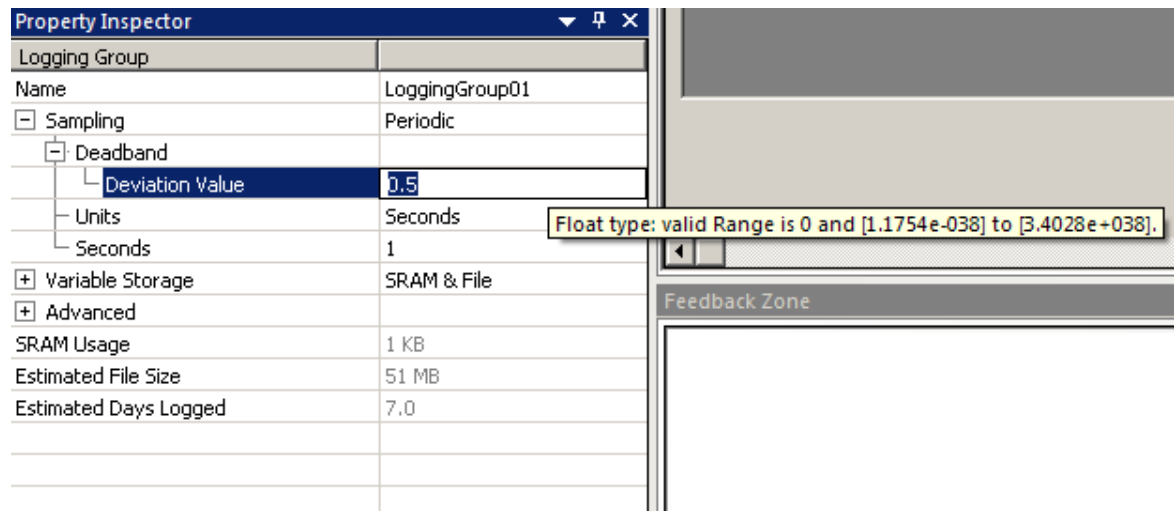 Property Inspector
Logging Group
Name LoggingGroup01
Sampling Periodic
Deadband
Deviation Value 0.5
Units Seconds
Float type: valid Range is 0 and [1.1754e-038] to [3.4028e+038].
Seconds 1
Variable Storage SRAM & File
Advanced
SRAM Usage 1 KB
Estimated File Size 51 MB
Estimated Days Logged 7.0
Feedback Zone